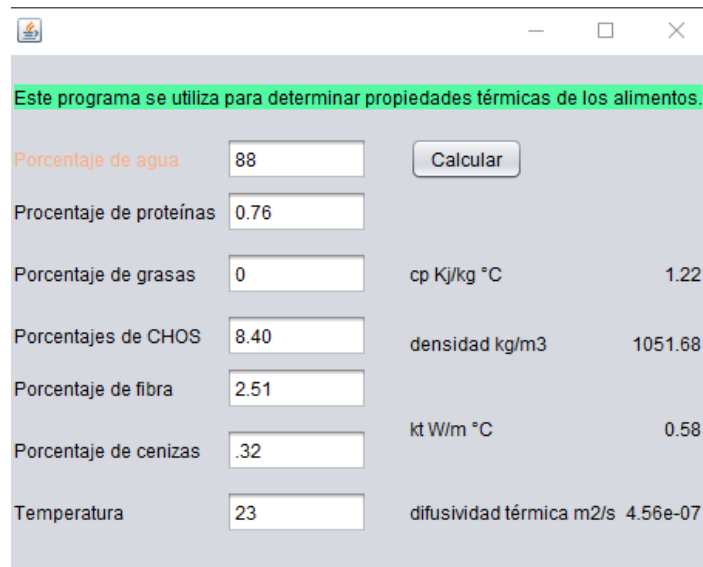 Este programa se utiliza para determinar propiedades térmicas de los alimentos.
Porcentaje de agua 88 Calcular
Procentaje de proteínas 0.76
Porcentaje de grasas 0 cp Kj/kg °C 1.22
Porcentajes de CHOS 8.40 densidad kg/m3 1051.68
Porcentaje de fibra 2.51
kt W/m °C 0.58
Porcentaje de cenizas .32
Temperatura 23 difusividad térmica m2/s 4.56e-07